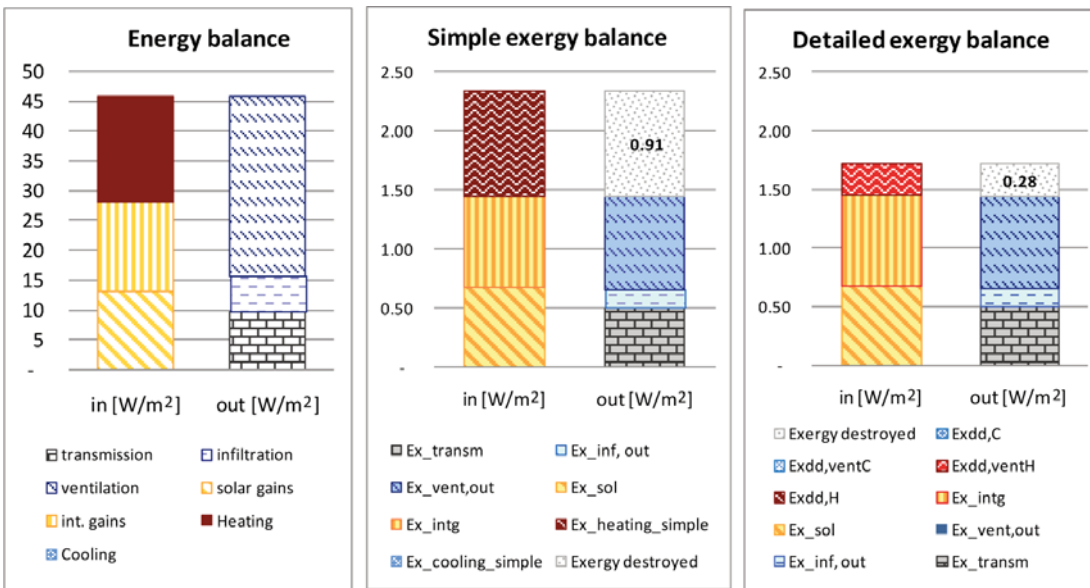 Energy balance
50
45
40
35
30
25
20
15
10
5
-
in [W/m²] out [W/m²]
transmission infiltration
ventilation solar gains
int. gains Heating
Cooling
Simple exergy balance
2.50
2.00
1.50
1.00
0.50
-
0.91
in [W/m²] out [W/m²]
Ex_transm Ex_inf, out
Ex_vent,out Ex_sol
Ex_intg Ex_heating_simple
Ex_cooling_simple Exergy destroyed
Detailed exergy balance
2.50
2.00
1.50
1.00
0.50
-
0.28
in [W/m²] out [W/m²]
Exergy destroyed Exdd,C
Exdd,ventC Exdd,ventH
Exdd,H Ex_intg
Ex_sol Ex_vent,out
Ex_inf, out Ex_transm